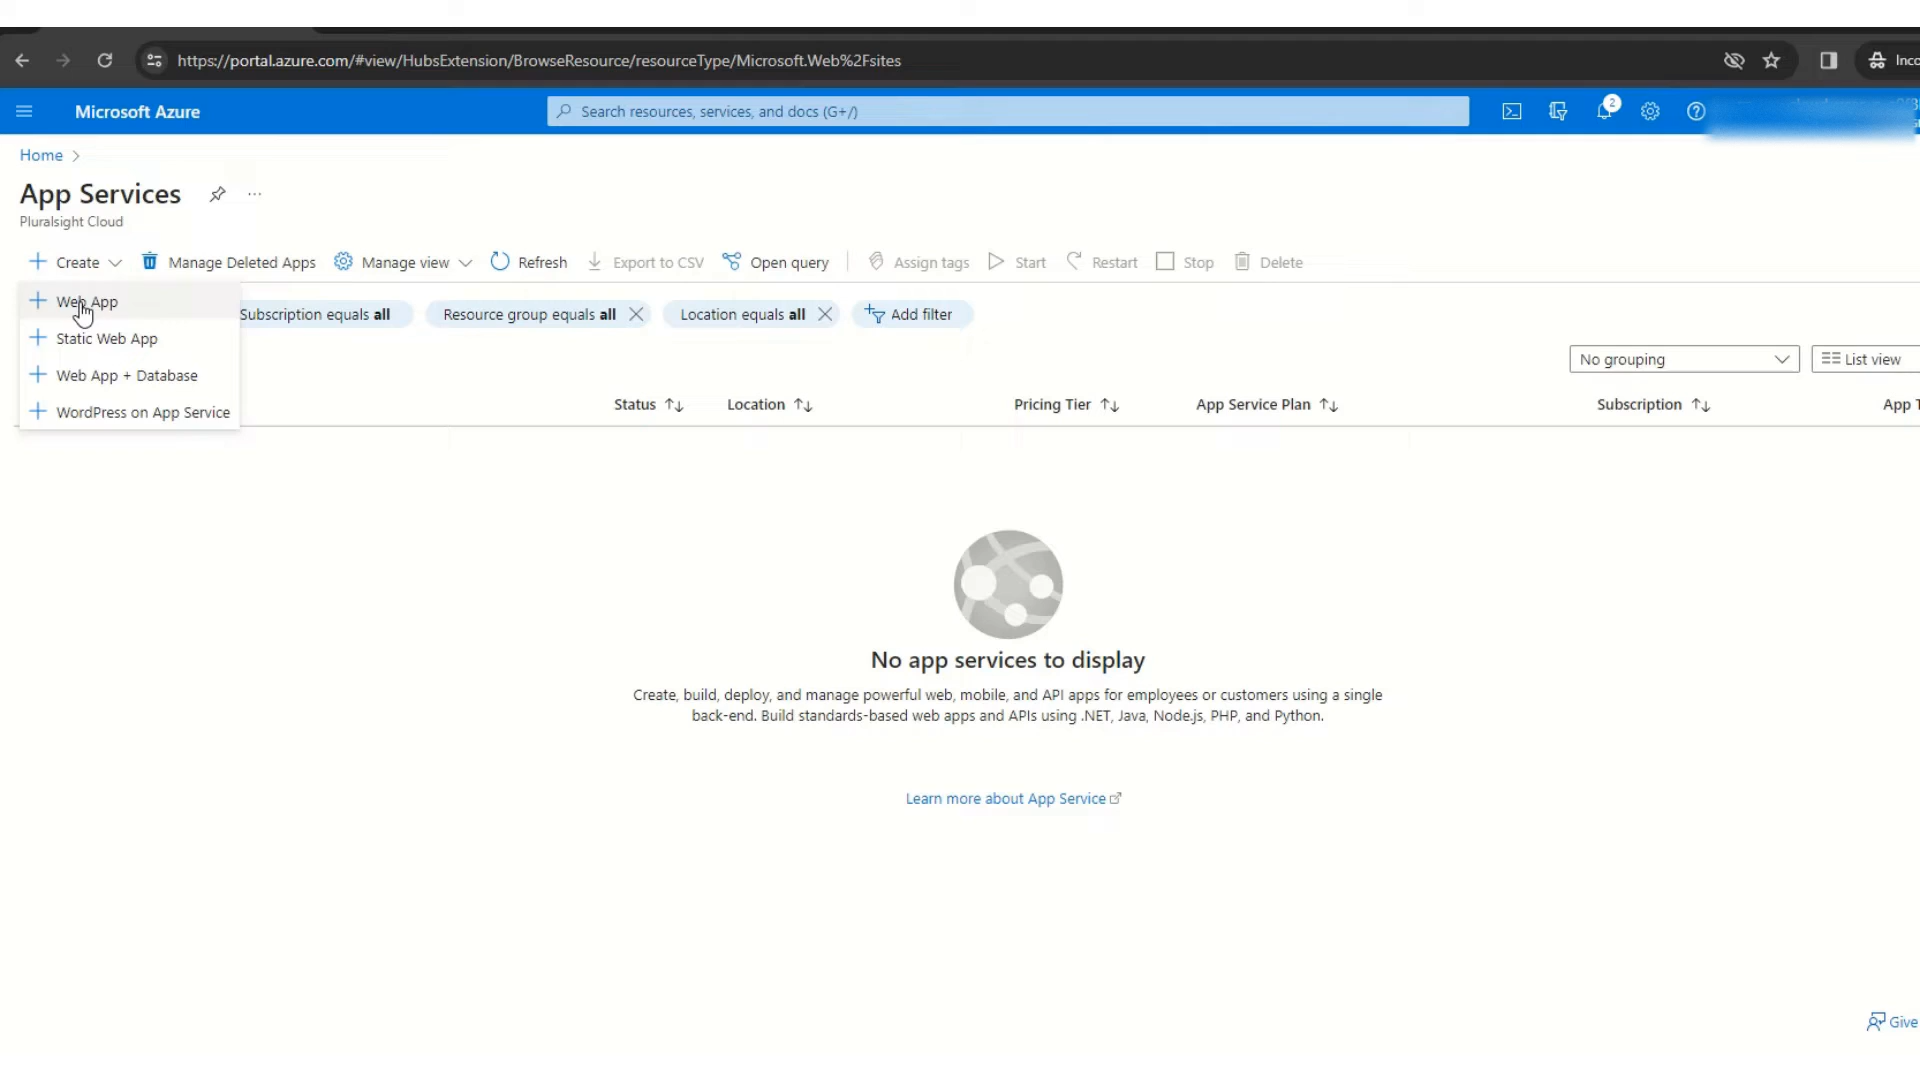 https://portal.azure.com/#view/HubsExtension/BrowseResource/resourceType/Microsoft.Web%2Fsites
Inco
Microsoft Azure
Search resources, services, and docs (G+/)
2
Home
App Services
Pluralsight Cloud
Create
Manage Deleted Apps
Manage view
Refresh
Export to CSV
Open query
Assign tags
Start
Restart
Stop
Delete
Web App
Subscription equals all
Resource group equals all
Location equals all
Add filter
Static Web App
No grouping
List view
Web App + Database
Status
Location
Pricing Tier
App Service Plan
Subscription
App T
WordPress on App Service
No app services to display
Create, build, deploy, and manage powerful web, mobile, and API apps for employees or customers using a single
back-end. Build standards-based web apps and APIs using .NET, Java, Node.js, PHP, and Python.
Learn more about App Service
Give